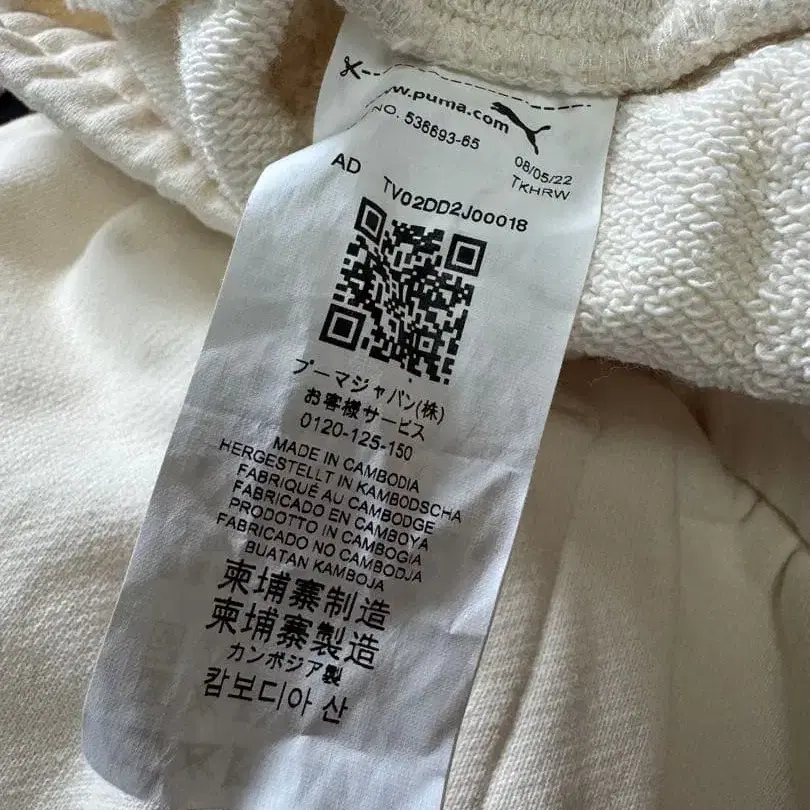 w.puma.com
NO. 536693-65
08/05/22
TKHRW
AD
TV02DD2J00018
プーマジャパン(株)
お客様サービス
0120-125-150
MADE IN CAMBODIA
HERGESTELLT IN KAMBODSCHA
FABRIQUÉ AU CAMBODGE
FABRICADO EN CAMBOYA
PRODOTTO IN CAMBOGIA
FABRICADO NO CAMBODJA
BUATAN KAMBOJA
柬埔寨制造
柬埔寨製造
カンボジア製
캄보디아 산